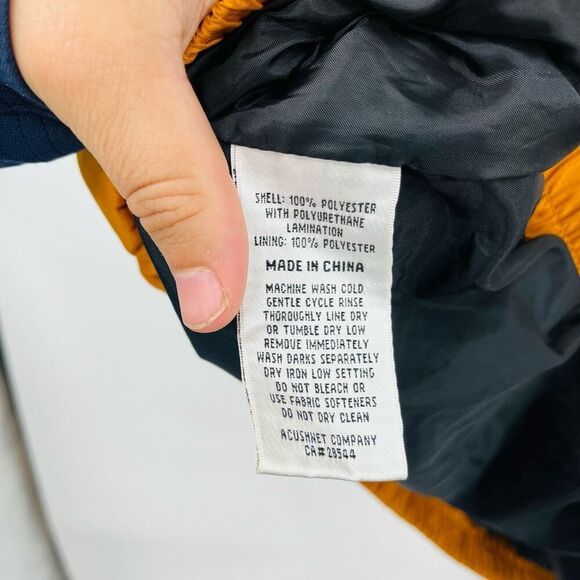 SHELL: 100% POLYESTER
WITH POLYURETHANE
LAMINATION
LINING: 100% POLYESTER
MADE IN CHINA
MACHINE WASH COLD
GENTLE CYCLE RINSE
THOROUGHLY LINE DRY
OR TUMBLE DRY LOW
REMOVE IMMEDIATELY
WASH DARKS SEPARATELY
DRY IRON LOW SETTING
DO NOT BLEACH OR
USE FABRIC SOFTENERS
DO NOT DRY CLEAN
ACUSHNET COMPANY
CA# 28544